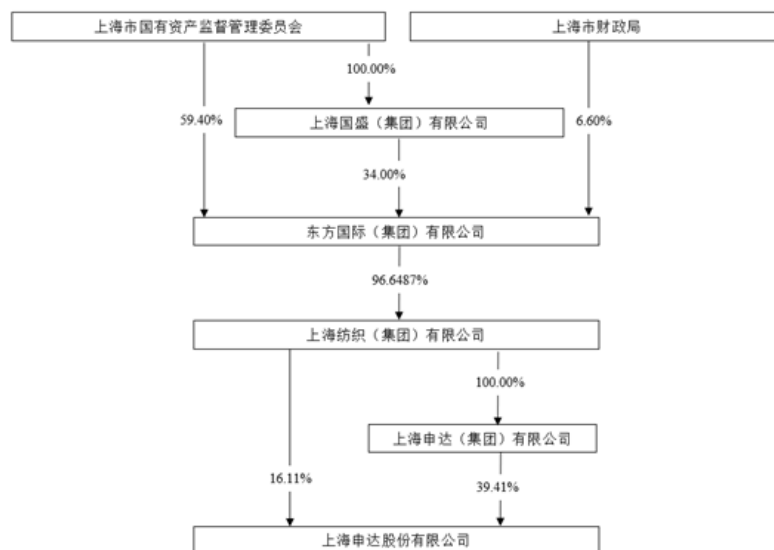 上海市国有资产监督管理委员会
上海市财政局
100.00%
59.40%
上海国盛（集团）有限公司
6.60%
34.00%
东方国际（集团）有限公司
96.6487%
上海纺织（集团）有限公司
100.00%
上海申达（集团）有限公司
16.11%
39.41%
上海申达股份有限公司